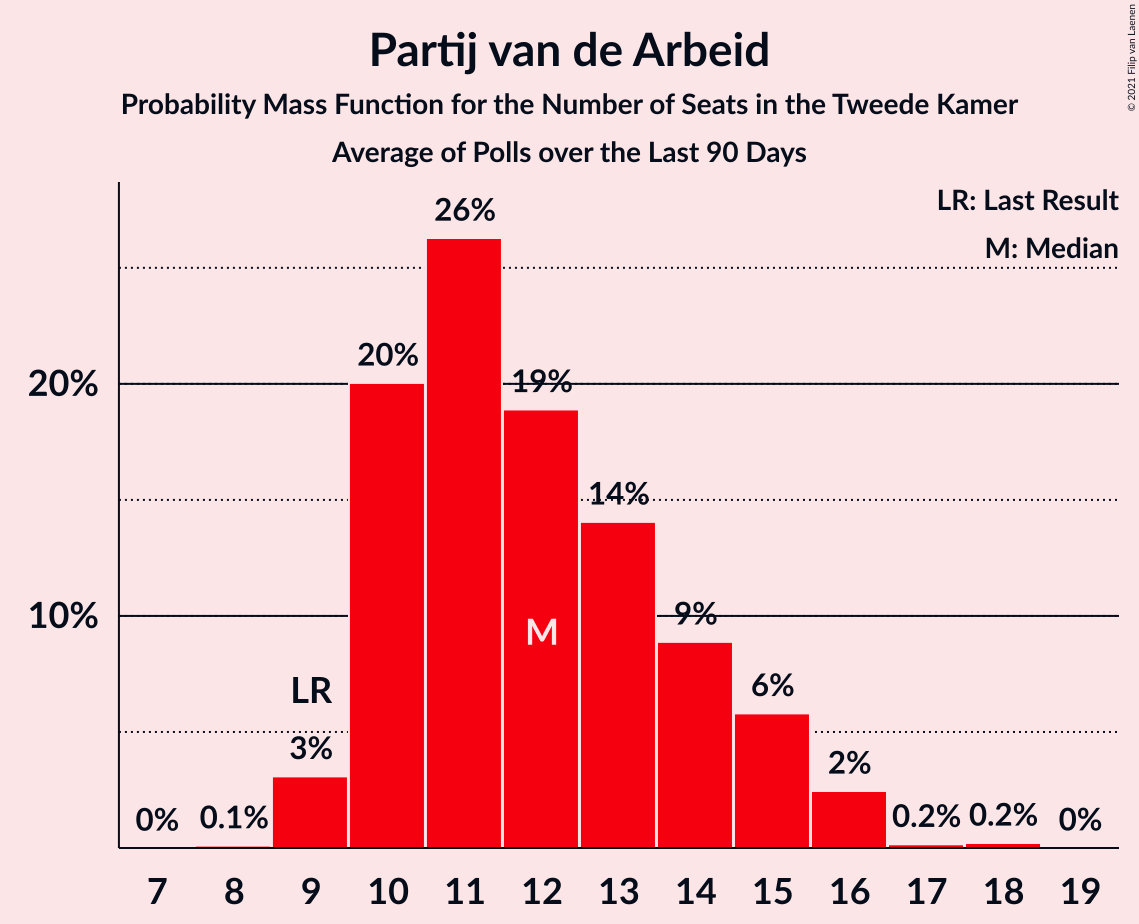 Partij van de Arbeid
Probability Mass Function for the Number of Seats in the Tweede Kamer
Average of Polls over the Last 90 Days
© 2021 Filip van Laenen
LR: Last Result
M: Median
26%
20%
20%
19%
14%
10%
9%
M
LR
6%
3%
2%
0%
0.1%
0.2%
0.2%
0%
7 8 9 10 11 12 13 14 15 16 17 18 19